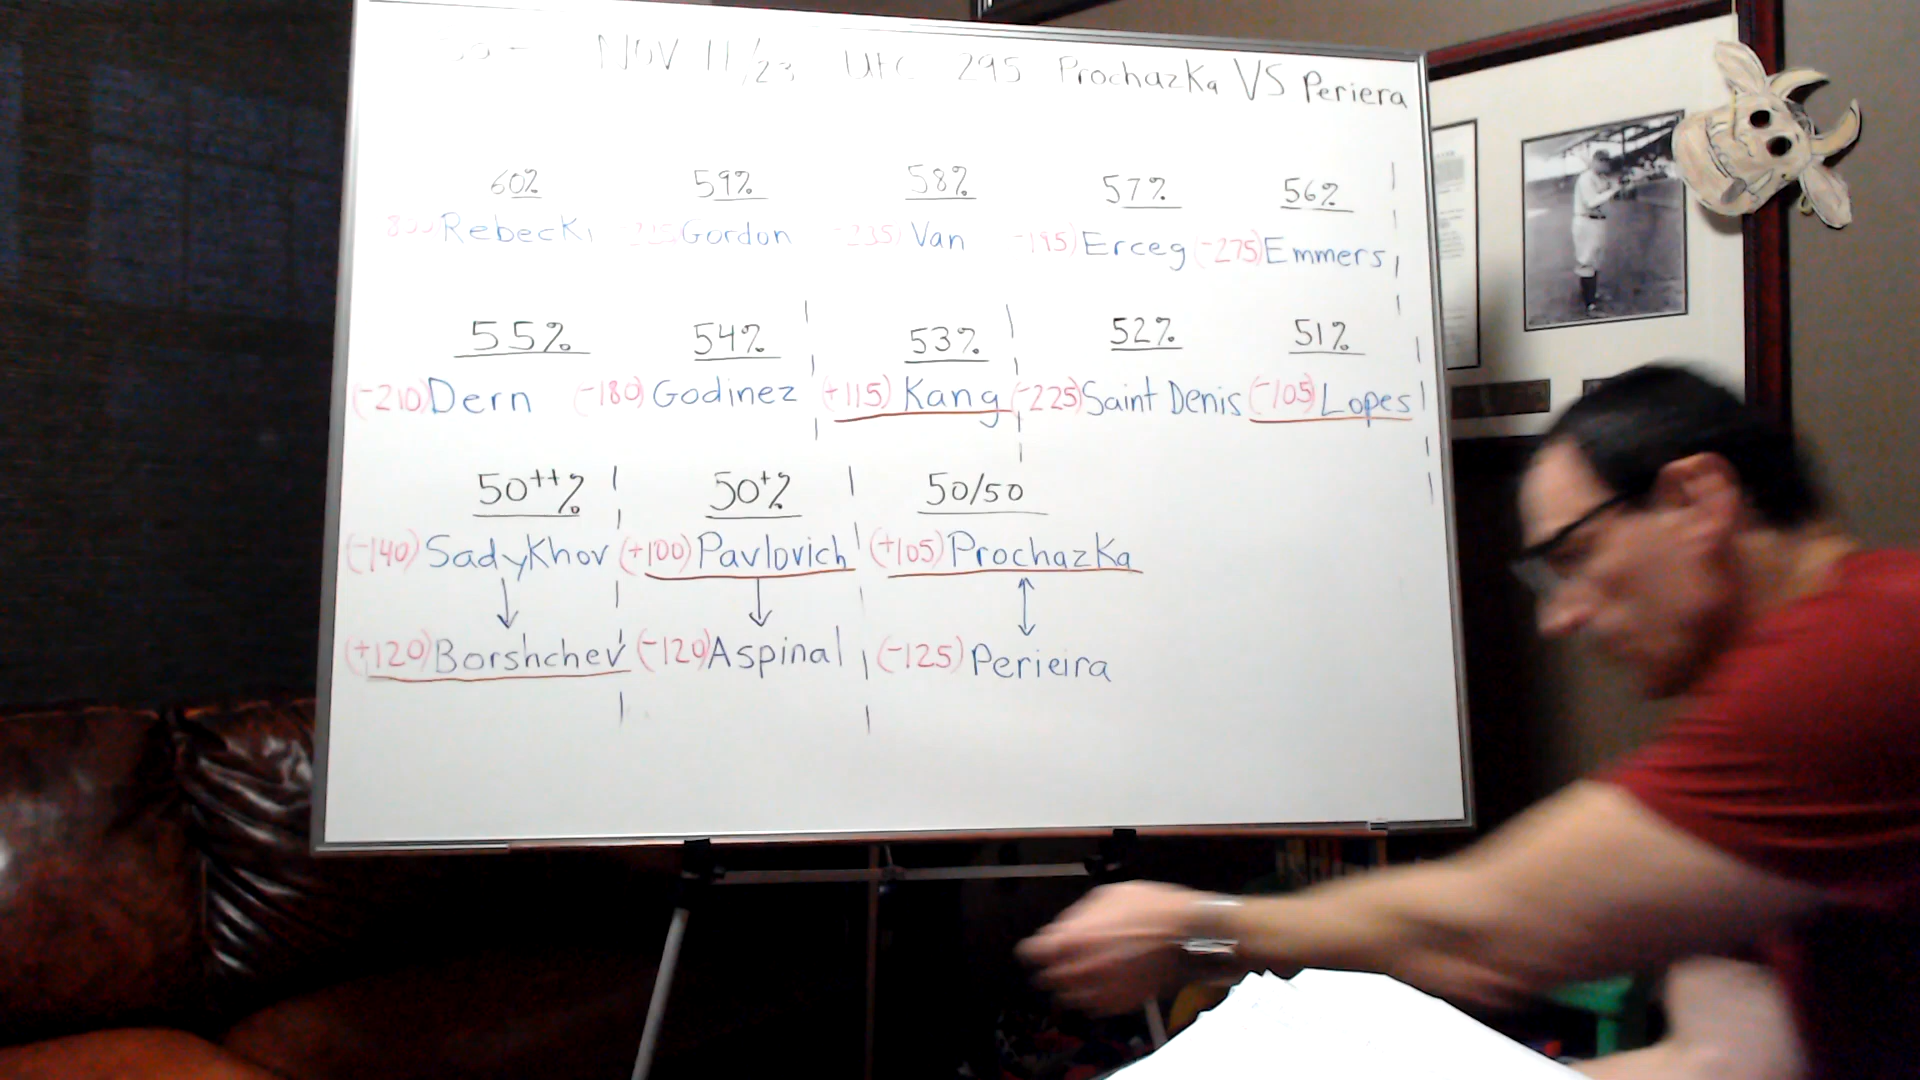 Nov 11/23 UFC 295 Prochazka VS Periera
60% 59% 58% 57% 56%
Rebecki Gordon (-235) Van (-195) Erceg (-275) Emmers
55% 54% 53% 52% 51%
(-210) Dern (-180) Godinez (+115) Kang (-225) Saint Denis (-105) Lopes
50++% 50+% 50/50
(-140) Sadykhov (+100) Pavlovich (+105) Prochazka
(+120) Borshchev (-120) Aspinal (-125) Perieira